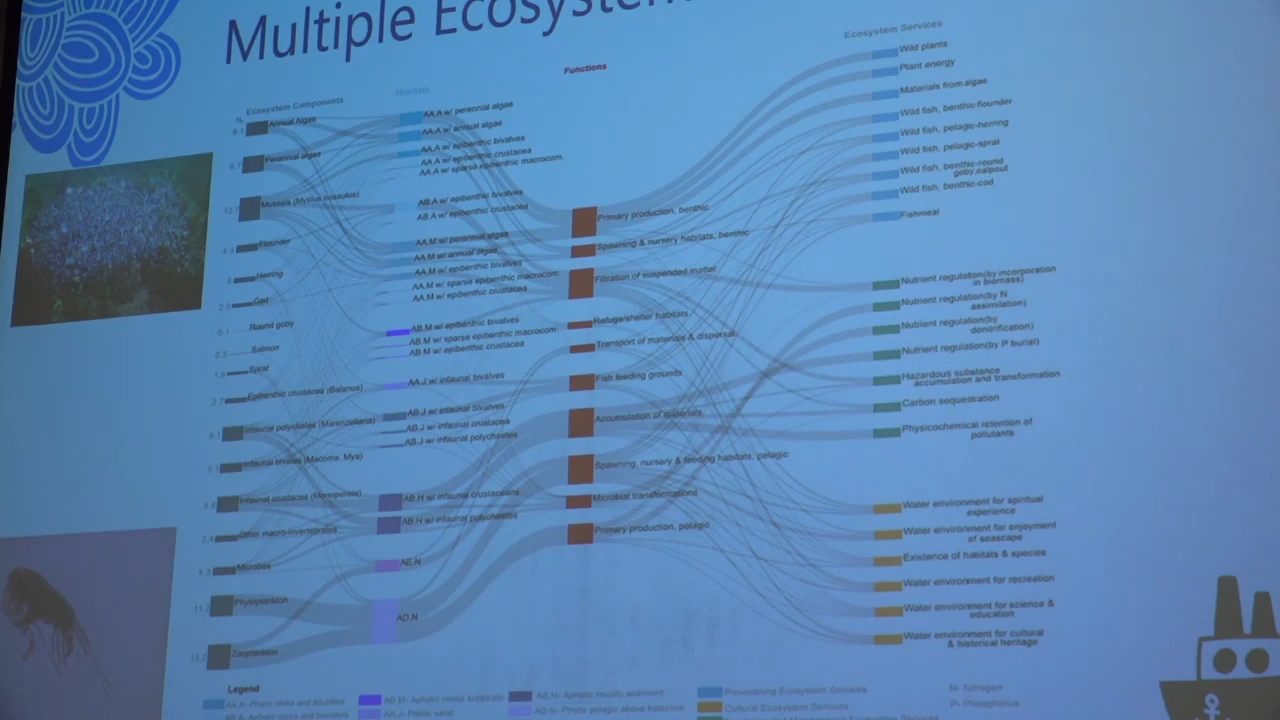 Multiple Ecosystem
Ecosystem Components
Habitats
Functions
Ecosystem Services
%
Annual Algae
Perennial algae
Mussels (Mytilus trossulus)
Flounder
Herring
Cod
Round goby
Salmon
Sprat
Epibenthic crustacea (Balanus)
Infaunal polychetes (Marenzelleria)
Infaunal bivalves (Macoma, Mya)
Infaunal crustacea (Monoporeia)
Other macro-invertebrates
Microbes
Phytoplankton
Zooplankton
AA.A w/ perennial algae
AA.A w/ annual algae
AA.A w/ epibenthic bivalves
AA.A w/ epibenthic crustacea
AA.A w/ sparse epibenthic macrocom.
AB.A w/ epibenthic bivalves
AB.A w/ epibenthic crustacea
AA.M w/ perennial algae
AA.M w/ annual algae
AA.M w/ epibenthic bivalves
AA.M w/ sparse epibenthic macrocom.
AA.M w/ epibenthic crustacea
AB.M w/ epibenthic bivalves
AB.M w/ sparse epibenthic macrocom.
AB.M w/ epibenthic crustacea
AA.J w/ infaunal bivalves
AB.J w/ infaunal bivalves
AB.J w/ infaunal crustacea
AB.J w/ infaunal polycheetes
AB.H w/ infaunal crustaceans
AB.H w/ infaunal polycheetes
AE.N
AD.N
Primary production, benthic
Spawning & nursery habitats, benthic
Filtration of suspended mattel
Refuge/shelter habitats
Transport of materials & dispersal
Fish feeding grounds
Accumulation of materials
Spawning, nursery & feeding habitats, pelagic
Microbial transformations
Primary production, pelagic
Wild plants
Plant energy
Materials from algae
Wild fish, benthic-flounder
Wild fish, pelagic-herring
Wild fish, pelagic-sprat
Wild fish, benthic-round
goby,eelpout
Wild fish, benthic-cod
Fishmeal
Nutrient regulation(by incorporation
in biomass)
Nutrient regulation(by N
assimilation)
Nutrient regulation(by
denitrification)
Nutrient regulation(by P burial)
Hazardous substance
accumulation and transformation
Carbon sequestration
Physicochemical retention of
pollutants
Water environment for spiritual
experience
Water environment for enjoyment
of seascape
Existence of habitats & species
Water environment for recreation
Water environment for science &
education
Water environment for cultural
& historical heritage
Legend
AA.A- Photic rocks and boulders
AB.A- Aphotic rocks and boulders
AB.M- Aphotic mixed substrate
AA.J- Photic sand
AB.H- Aphotic muddy sediment
AD.N- Photic pelagic above halocline
Provisioning Ecosystem Services
Cultural Ecosystem Services
N- Nitrogen
P- Phosphorus